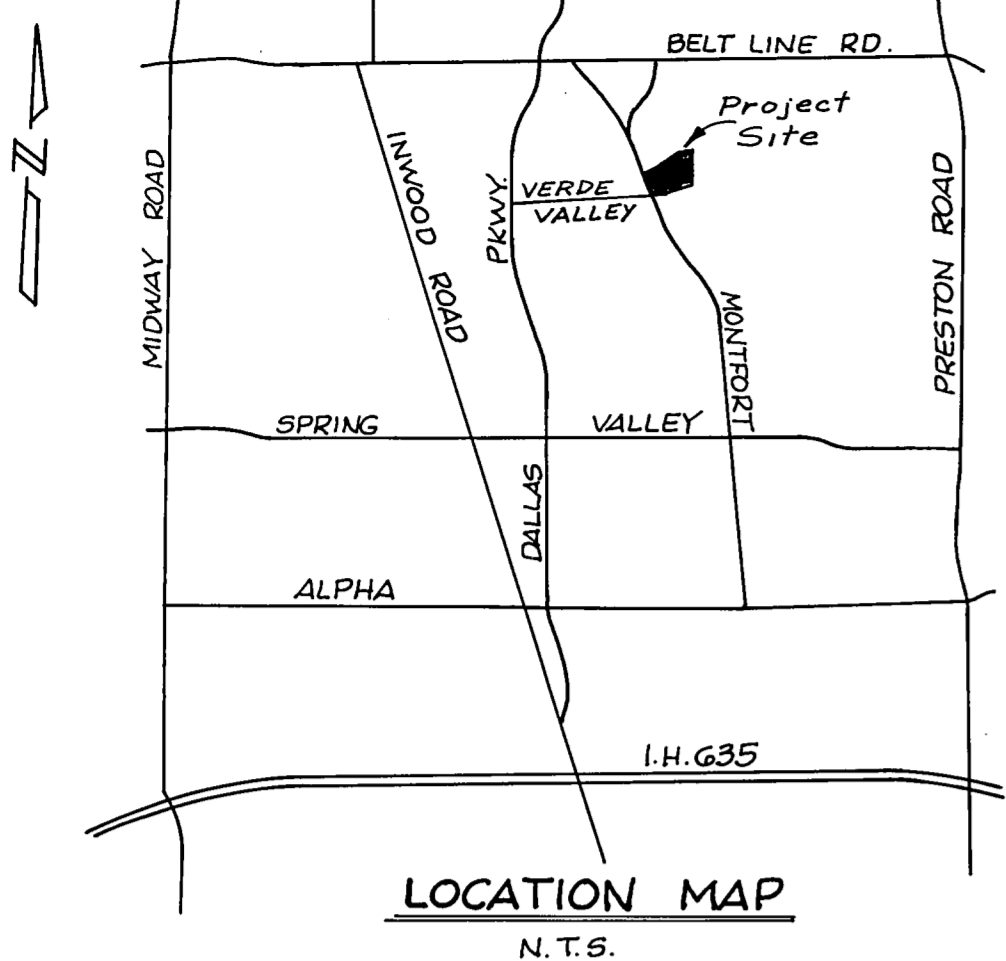 BELT LINE RD.
Project
Site
N
INWOOD ROAD
MIDWAY ROAD
PKWY.
VERDE
VALLEY
PRESTON ROAD
MONTFORT
SPRING VALLEY
DALLAS
ALPHA
I.H.635
LOCATION MAP
N.T.S.